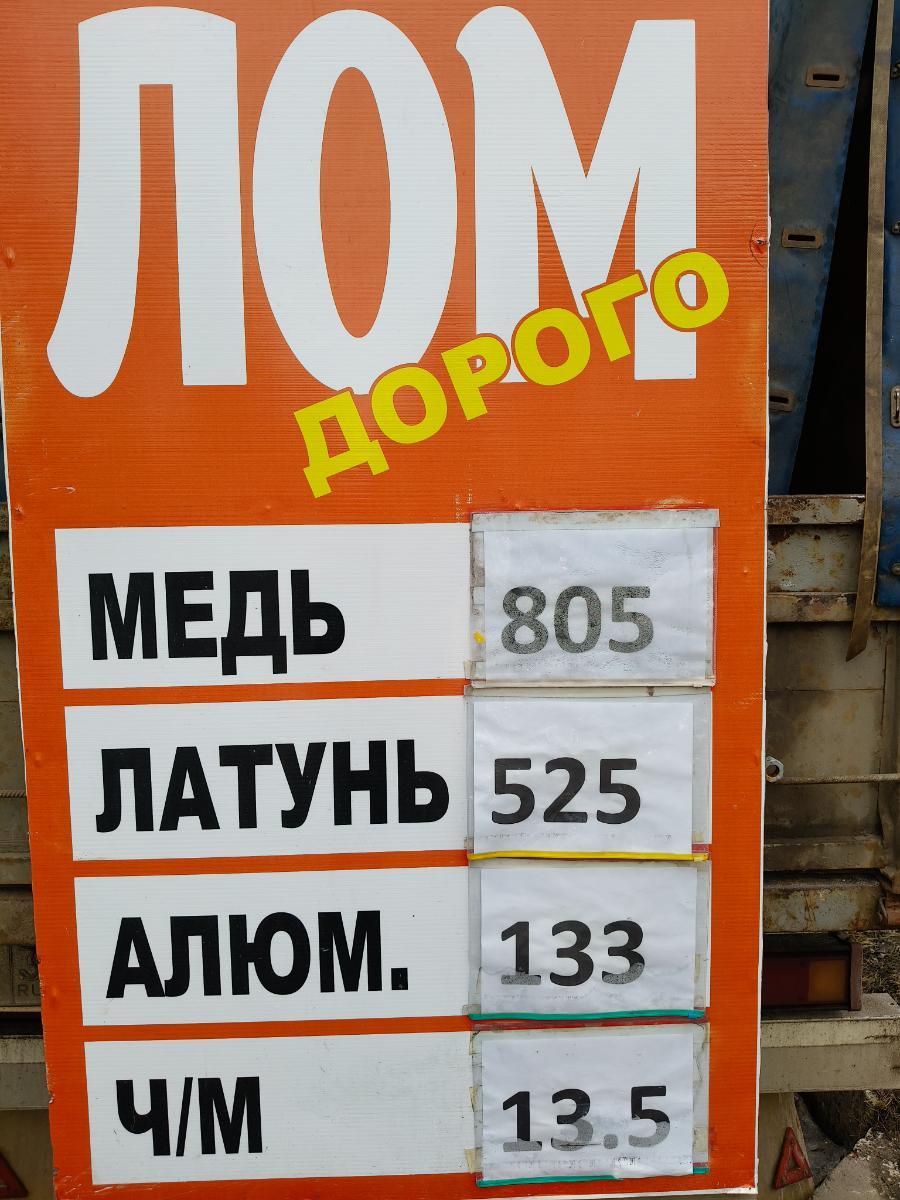 ЛОМ
ДОРОГО
МЕДЬ 805
ЛАТУНЬ 525
АЛЮМ. 133
Ч/М 13.5